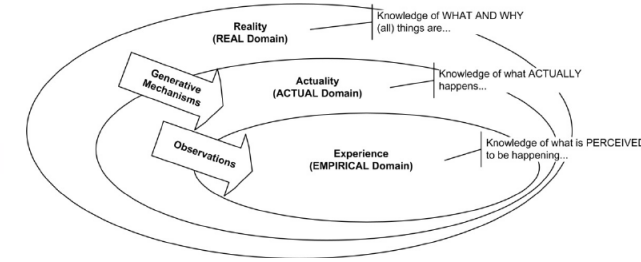 Reality
(REAL Domain)
Knowledge of WHAT AND WHY
(all) things are...
Generative
Mechanisms
Actuality
(ACTUAL Domain)
Knowledge of what ACTUALLY
happens...
Observations
Experience
(EMPIRICAL Domain)
Knowledge of what is PERCEIVED
to be happening...